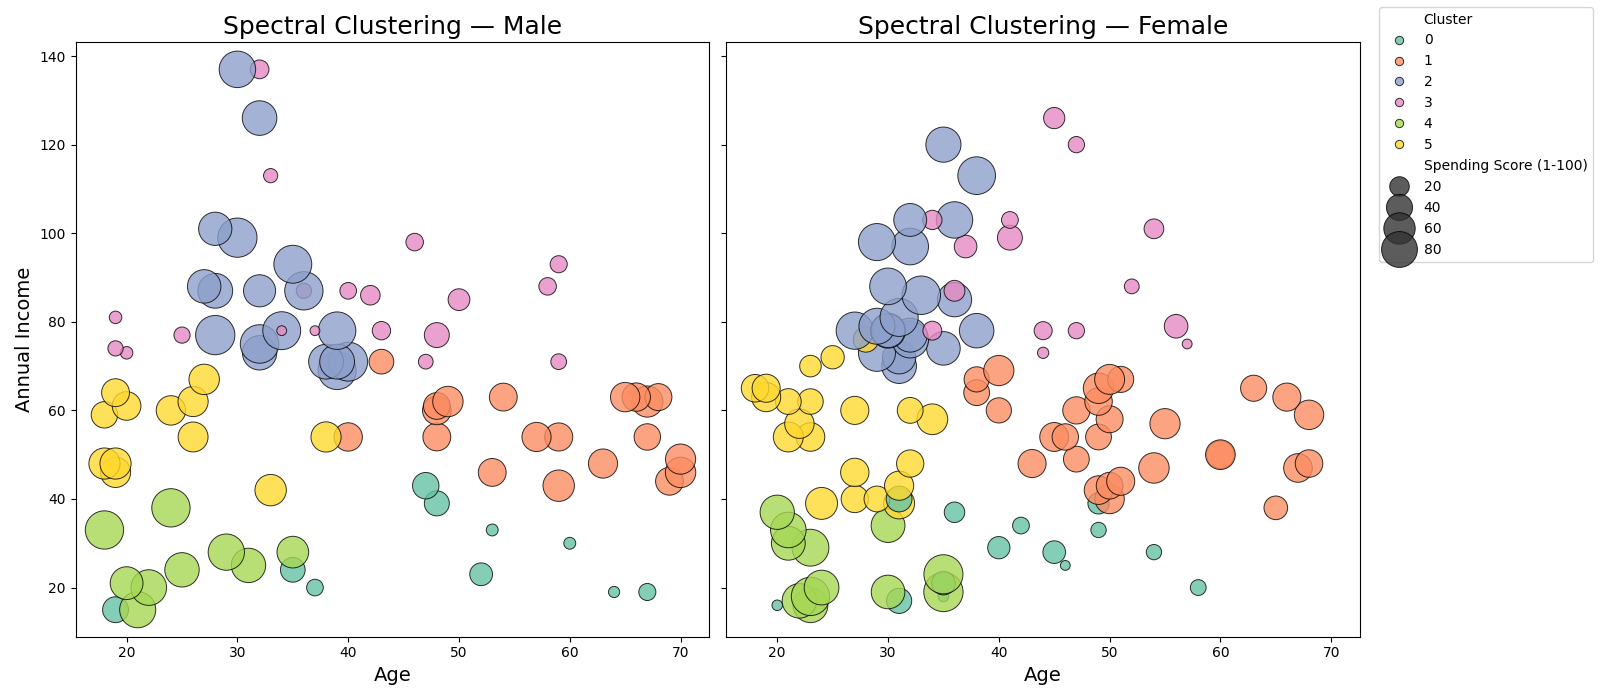 Spectral Clustering — Male
Spectral Clustering — Female
Cluster
0
1
2
3
4
5
Spending Score (1-100)
20
40
60
80
Annual Income
140
120
100
80
60
40
20
20 30 40 50 60 70
20 30 40 50 60 70
Age
Age